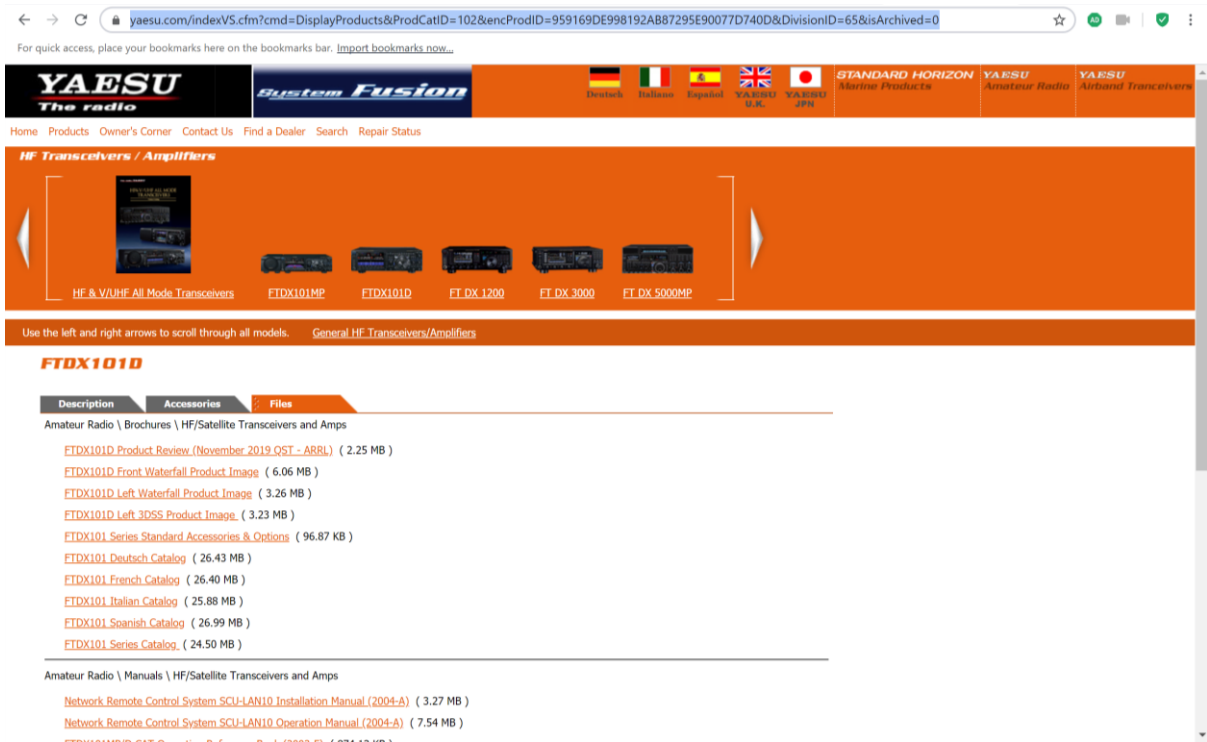 yaesu.com/indexVS.cfm?cmd=DisplayProducts&ProdCatID=102&encProdID=959169DE998192AB87295E90077D740D&DivisionID=65&isArchived=0
For quick access, place your bookmarks here on the bookmarks bar. Import bookmarks now...
YAESU
The radio
System Fusion
Deutsch Italiano Español YAESU U.K. YAESU JPN
STANDARD HORIZON
Marine Products
YAESU
Amateur Radio
YAESU
Airband Tranceivers
Home Products Owner's Corner Contact Us Find a Dealer Search Repair Status
HF Transceivers / Amplifiers
HF & V/UHF All Mode Transceivers FTDX101MP FTDX101D FT DX 1200 FT DX 3000 FT DX 5000MP
Use the left and right arrows to scroll through all models. General HF Transceivers/Amplifiers
FTDX101D
Description Accessories Files
Amateur Radio \ Brochures \ HF/Satellite Transceivers and Amps
FTDX101D Product Review (November 2019 QST - ARRL) ( 2.25 MB )
FTDX101D Front Waterfall Product Image ( 6.06 MB )
FTDX101D Left Waterfall Product Image ( 3.26 MB )
FTDX101D Left 3DSS Product Image ( 3.23 MB )
FTDX101 Series Standard Accessories & Options ( 96.87 KB )
FTDX101 Deutsch Catalog ( 26.43 MB )
FTDX101 French Catalog ( 26.40 MB )
FTDX101 Italian Catalog ( 25.88 MB )
FTDX101 Spanish Catalog ( 26.99 MB )
FTDX101 Series Catalog ( 24.50 MB )
Amateur Radio \ Manuals \ HF/Satellite Transceivers and Amps
Network Remote Control System SCU-LAN10 Installation Manual (2004-A) ( 3.27 MB )
Network Remote Control System SCU-LAN10 Operation Manual (2004-A) ( 7.54 MB )